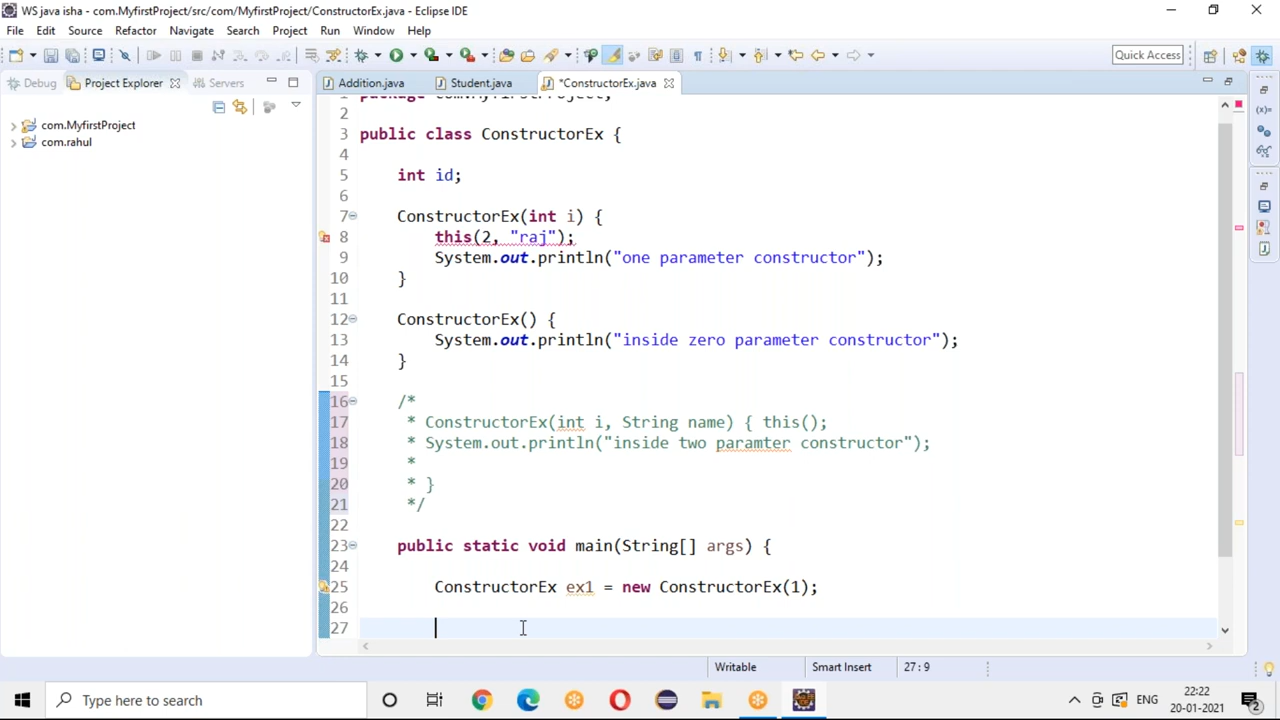 WS java isha - com.MyfirstProject/src/com/MyfirstProject/ConstructorEx.java - Eclipse IDE
File Edit Source Refactor Navigate Search Project Run Window Help
Quick Access
Debug Project Explorer Servers
Addition.java Student.java *ConstructorEx.java
com.MyfirstProject
com.rahul
1 package com.MyfirstProject;
2
3 public class ConstructorEx {
4
5 int id;
6
7 ConstructorEx(int i) {
8 this(2, "raj");
9 System.out.println("one parameter constructor");
10 }
11
12 ConstructorEx() {
13 System.out.println("inside zero parameter constructor");
14 }
15
16 /*
17 * ConstructorEx(int i, String name) { this();
18 * System.out.println("inside two paramter constructor");
19 *
20 * }
21 */
22
23 public static void main(String[] args) {
24
25 ConstructorEx ex1 = new ConstructorEx(1);
26
27
Writable Smart Insert 27 : 9
Type here to search
ENG
22:22
20-01-2021
2